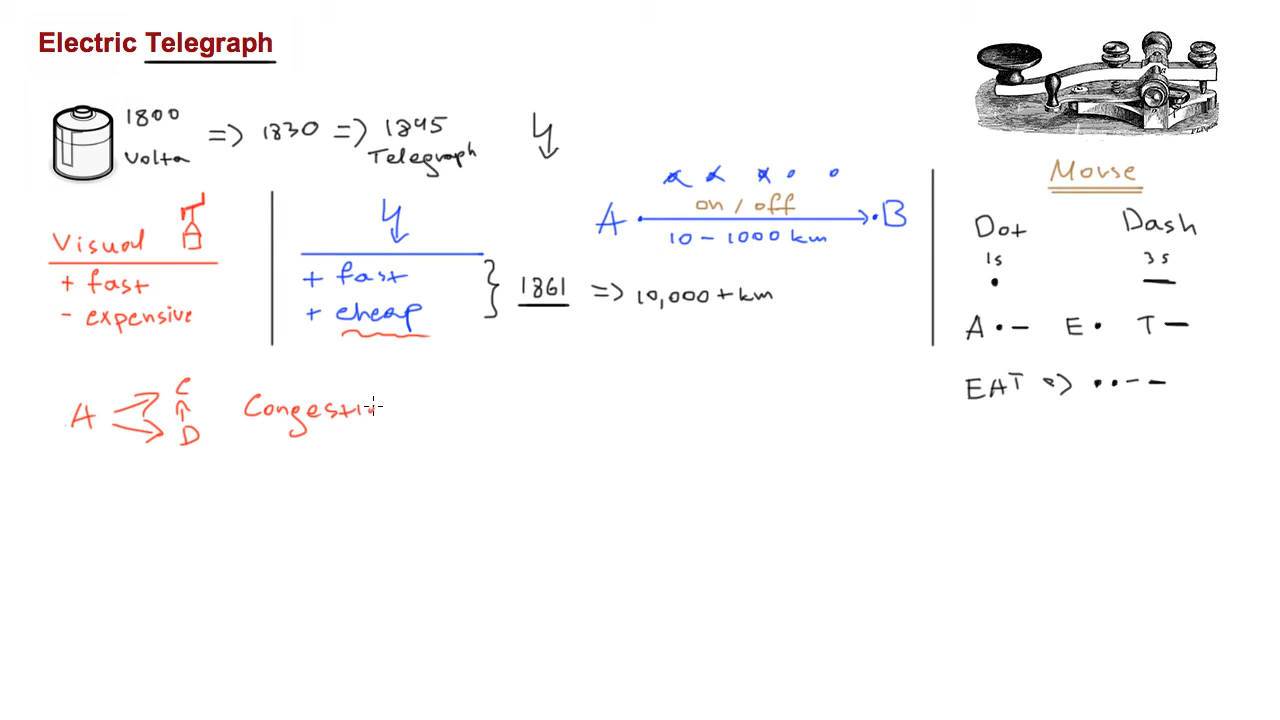 Electric Telegraph
1800
Volta
=> 1830 => 1845
Telegraph
Visual
+ fast
- expensive
+ fast
+ cheap
1861 => 10,000+km
A on / off B
10 - 1000 km
Morse
Dot Dash
1s 3s
• —
A • – E • T –
EAT => • • – –
A C
D
Congesti